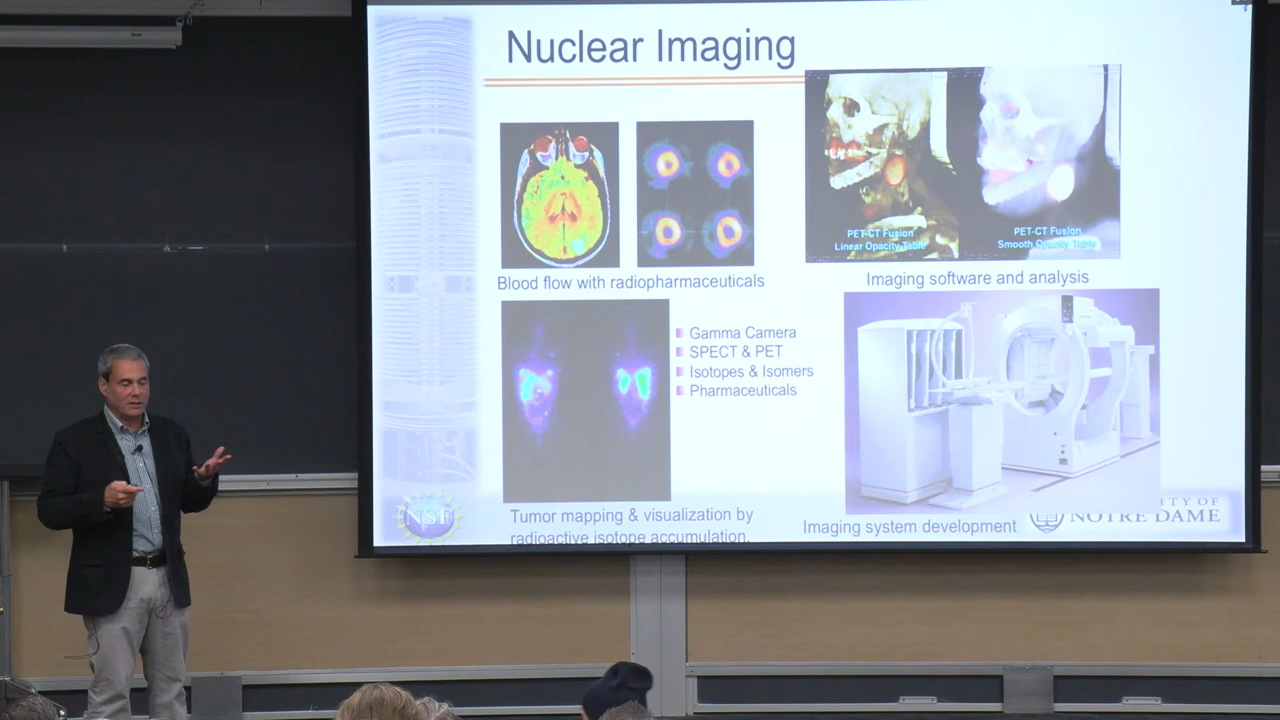 Nuclear Imaging
PET-CT Fusion
Linear Opacity Table
PET-CT Fusion
Smooth Opacity Table
Blood flow with radiopharmaceuticals
Imaging software and analysis
Gamma Camera
SPECT & PET
Isotopes & Isomers
Pharmaceuticals
Tumor mapping & visualization by
radioactive isotope accumulation.
Imaging system development
NSF
ITY OF
NOTRE DAME